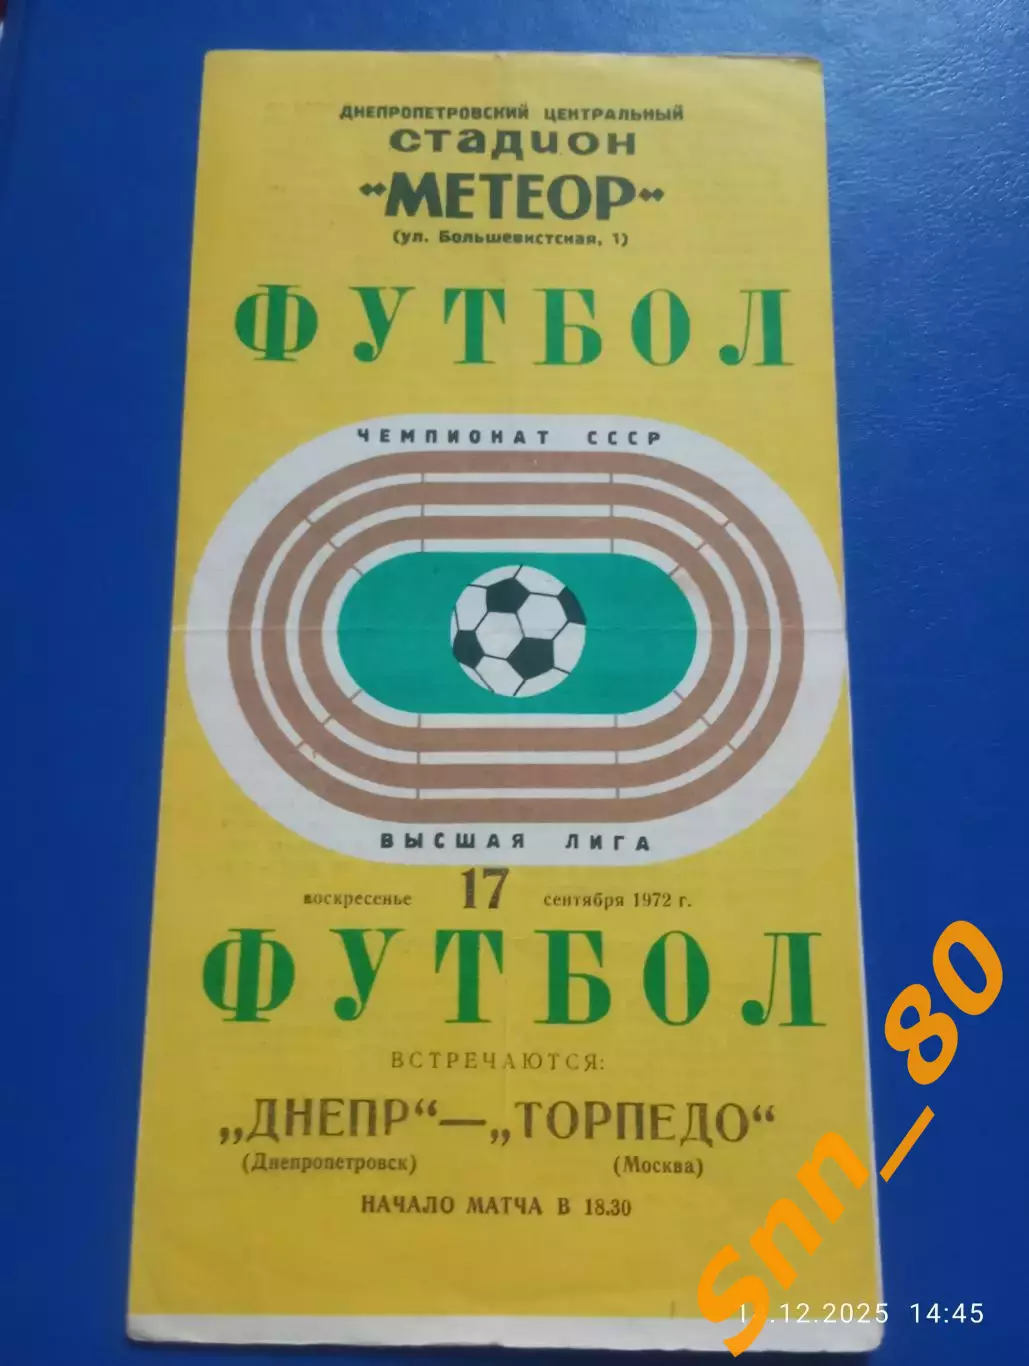 ДНЕПРОПЕТРОВСКИЙ ЦЕНТРАЛЬНЫЙ
стадион
"МЕТЕОР"
(ул. Большевистская, 1)
ФУТБОЛ
ЧЕМПИОНАТ СССР
ВЫСШАЯ ЛИГА
воскресенье 17 сентября 1972 г.
ФУТБОЛ
ВСТРЕЧАЮТСЯ:
„ДНЕПР“—„ТОРПЕДО“
(Днепропетровск) (Москва)
НАЧАЛО МАТЧА В 18.30
Snn_80
12.2025 14:45